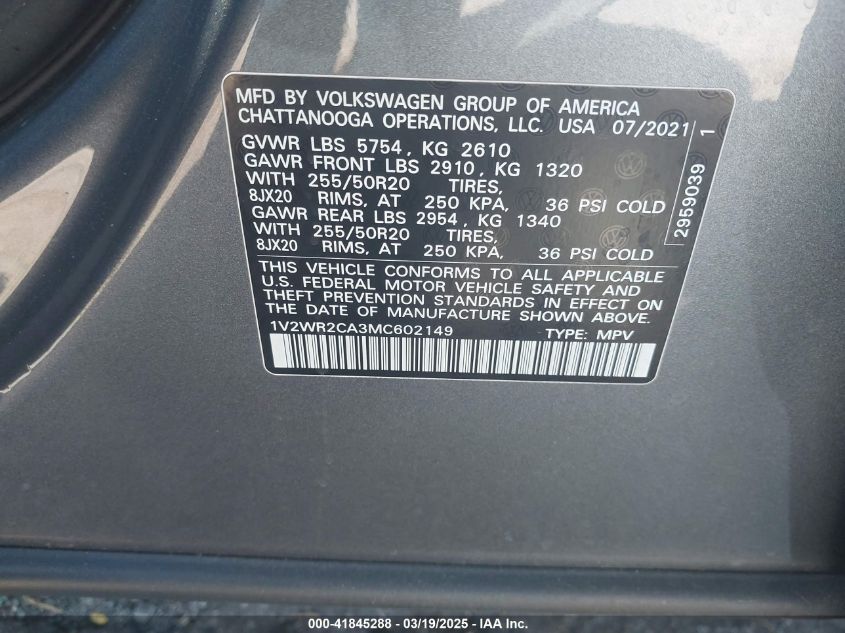 MFD BY VOLKSWAGEN GROUP OF AMERICA
CHATTANOOGA OPERATIONS, LLC. USA 07/2021
GVWR LBS 5754, KG 2610
GAWR FRONT LBS 2910, KG 1320
WITH 255/50R20 TIRES,
8JX20 RIMS, AT 250 KPA, 36 PSI COLD
GAWR REAR LBS 2954, KG 1340
WITH 255/50R20 TIRES,
8JX20 RIMS, AT 250 KPA, 36 PSI COLD
THIS VEHICLE CONFORMS TO ALL APPLICABLE
U.S. FEDERAL MOTOR VEHICLE SAFETY AND
THEFT PREVENTION STANDARDS IN EFFECT ON
THE DATE OF MANUFACTURE SHOWN ABOVE.
1V2WR2CA3MC602149 TYPE: MPV
2959039 1
000-41845288 - 03/19/2025 - IAA Inc.